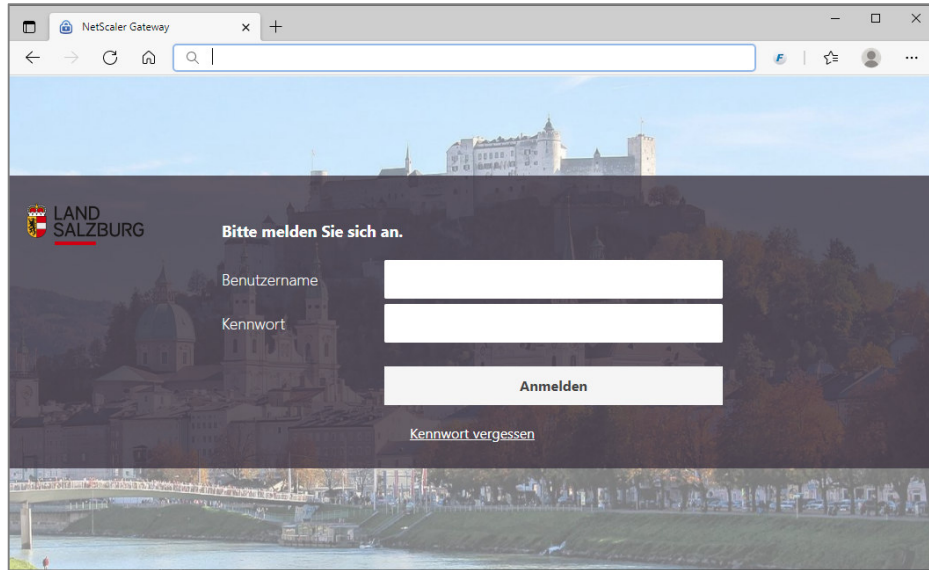 NetScaler Gateway
LAND
SALZBURG
Bitte melden Sie sich an.
Benutzername
Kennwort
Anmelden
Kennwort vergessen